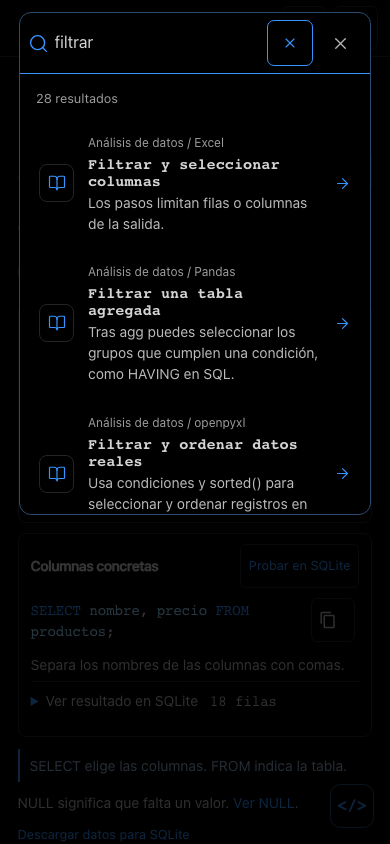 filtrar
28 resultados
Análisis de datos / Excel
Filtrar y seleccionar
columnas
Los pasos limitan filas o columnas
de la salida.
Análisis de datos / Pandas
Filtrar una tabla
agregada
Tras agg puedes seleccionar los
grupos que cumplen una condición,
como HAVING en SQL.
Análisis de datos / openpyxl
Filtrar y ordenar datos
reales
Usa condiciones y sorted() para
seleccionar y ordenar registros en
Columnas concretas
Probar en SQLite
SELECT nombre, precio FROM
productos;
Separa los nombres de las columnas con comas.
Ver resultado en SQLite 18 filas
SELECT elige las columnas. FROM indica la tabla.
NULL significa que falta un valor. Ver NULL.
</>
Descargar datos para SQLite